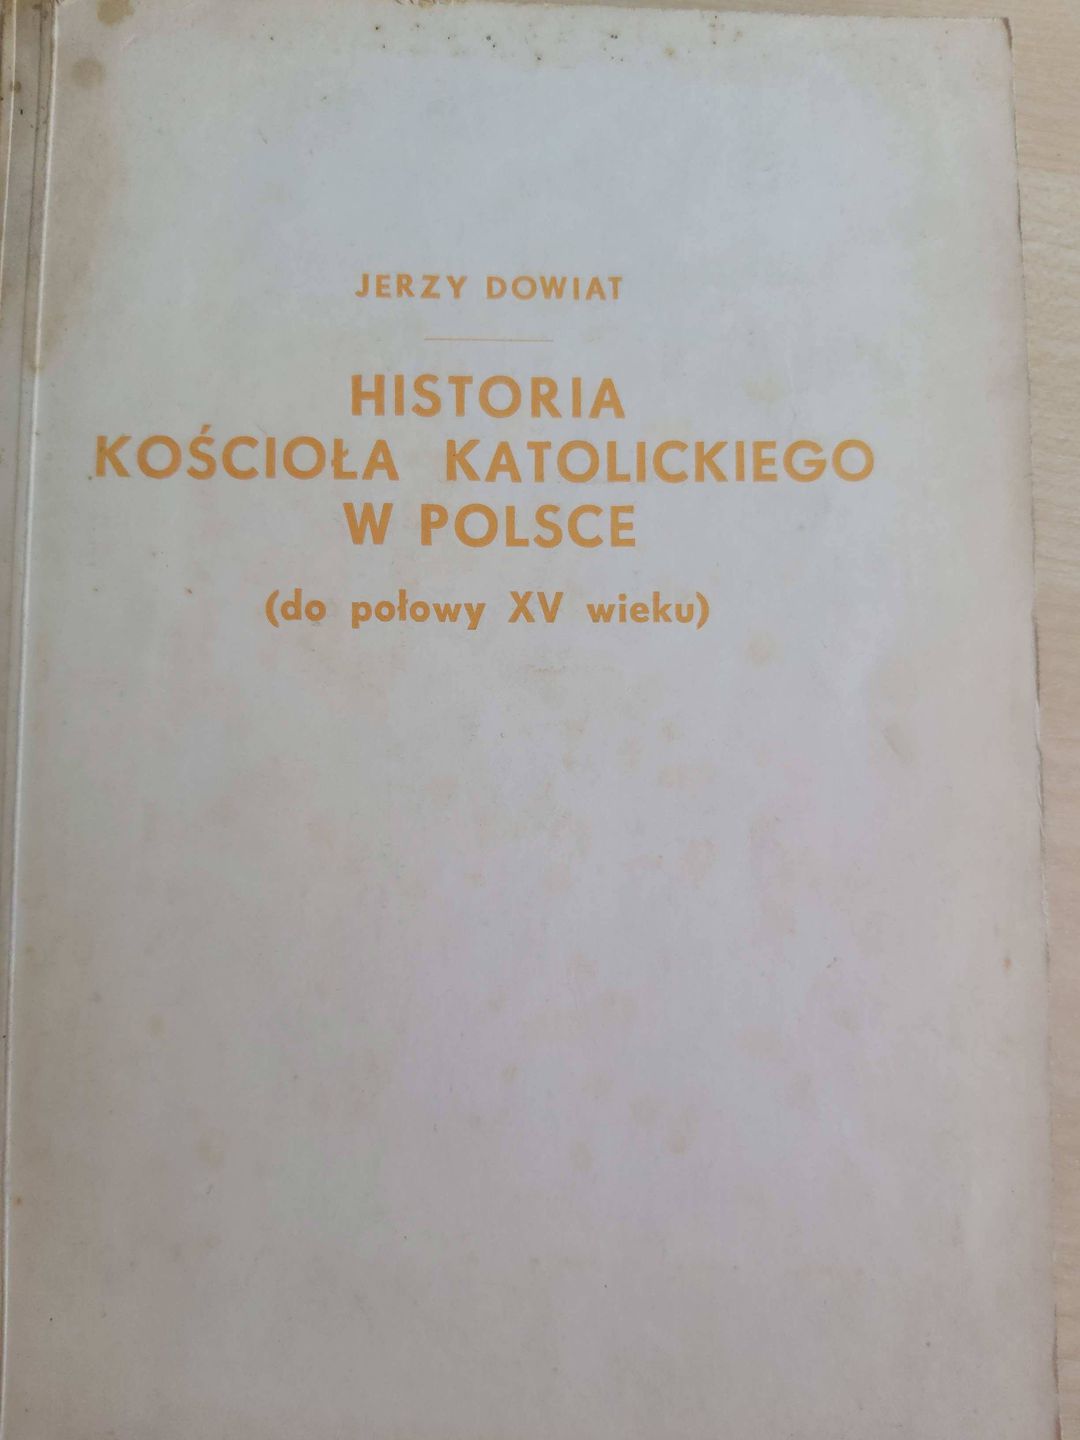 JERZY DOWIAT
HISTORIA
KOŚCIOŁA KATOLICKIEGO
W POLSCE
(do połowy XV wieku)